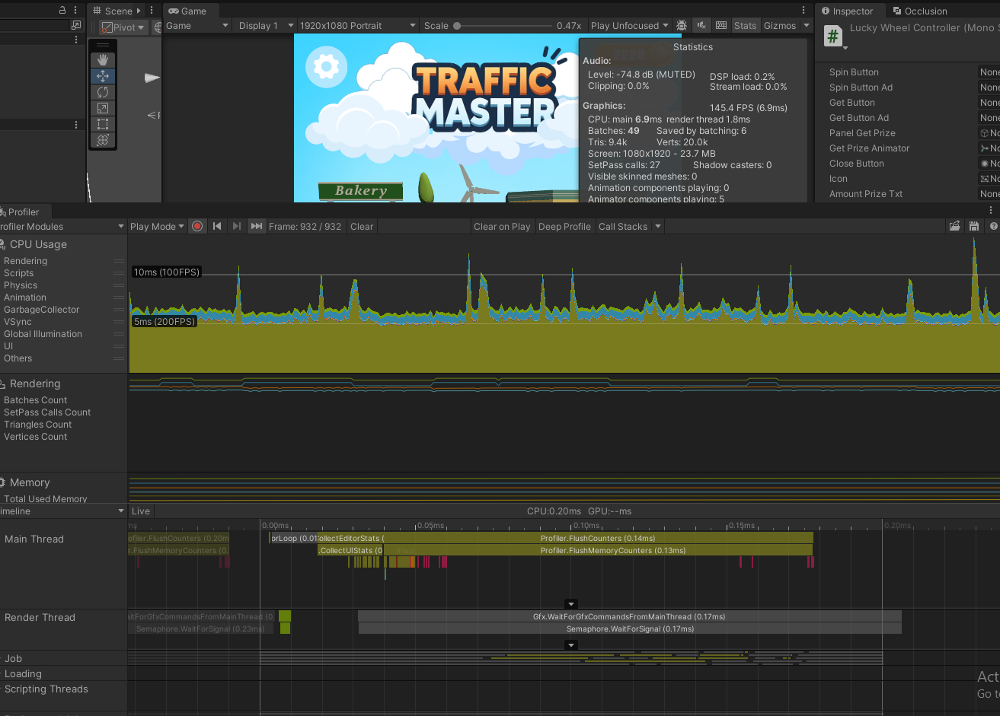 Scene
Game
Inspector
Occlusion
Pivot
Game
Display 1
1920x1080 Portrait
Scale
0.47x
Play Unfocused
Stats
Gizmos
Lucky Wheel Controller (Mono S
TRAFFIC
MASTER
Bakery
Statistics
Audio:
Level: -74.8 dB (MUTED)
DSP load: 0.2%
Clipping: 0.0%
Stream load: 0.0%
Graphics:
145.4 FPS (6.9ms)
CPU: main 6.9ms render thread 1.8ms
Batches: 49
Saved by batching: 6
Tris: 9.4k
Verts: 20.0k
Screen: 1080x1920 - 23.7 MB
SetPass calls: 27
Shadow casters: 0
Visible skinned meshes: 0
Animation components playing: 0
Animator components playing: 5
Spin Button
None
Spin Button Ad
None
Get Button
None
Get Button Ad
None
Panel Get Prize
No
Get Prize Animator
No
Close Button
No
Icon
No
Amount Prize Txt
None
Profiler
rofiler Modules
Play Mode
Frame: 932 / 932
Clear
Clear on Play
Deep Profile
Call Stacks
CPU Usage
Rendering
Scripts
Physics
Animation
GarbageCollector
VSync
Global Illumination
UI
Others
10ms (100FPS)
5ms (200FPS)
Rendering
Batches Count
SetPass Calls Count
Triangles Count
Vertices Count
Memory
Total Used Memory
imeline
Live
CPU:0.20ms GPU:--ms
0.00ms
0.05ms
0.10ms
0.15ms
0.20ms
Main Thread
ofiler.FlushCounters (0.20m
orLoop (0.01
CollectEditorStats (
Profiler.FlushCounters (0.14ms)
r.FlushMemoryCounters (0.
.CollectUIStats (0
Profiler.FlushMemoryCounters (0.13ms)
Render Thread
aitForGfxCommandsFromMainThread (0.
Gfx.WaitForGfxCommandsFromMainThread (0.17ms)
Semaphore.WaitForSignal (0.23ms)
Semaphore.WaitForSignal (0.17ms)
Job
Loading
Scripting Threads
Act
Go to